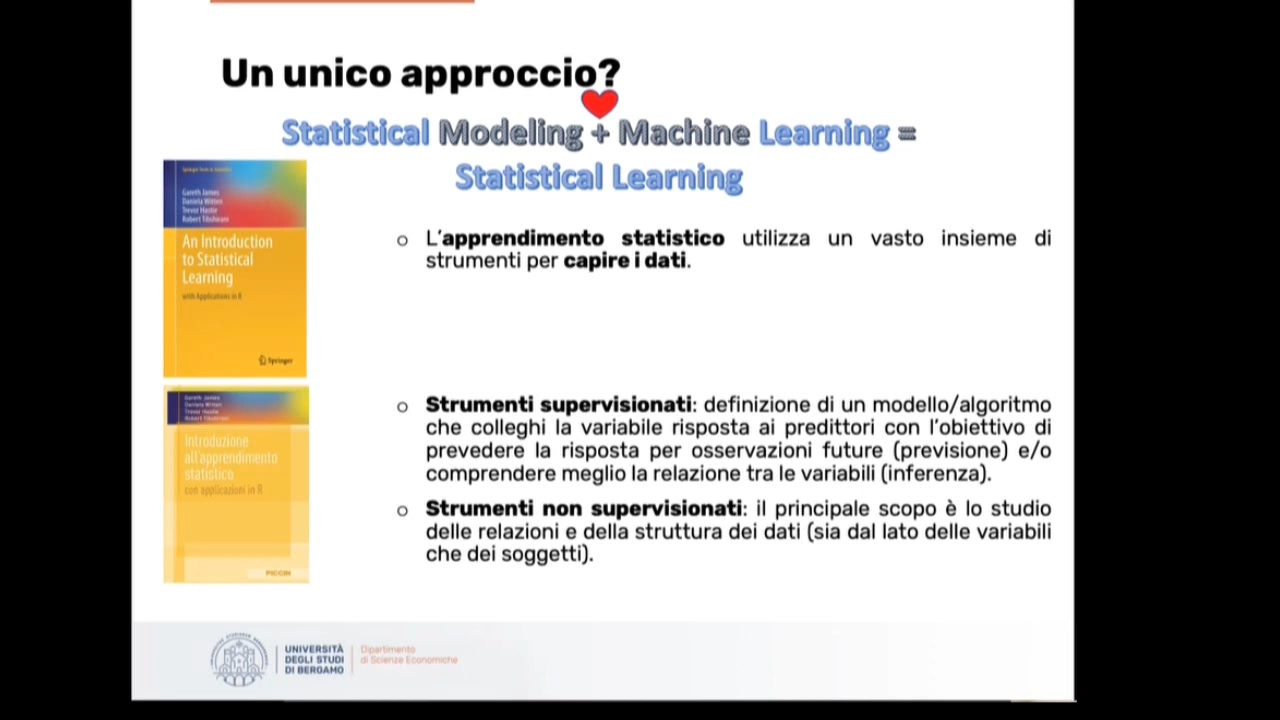 Un unico approccio?
Statistical Modeling + Machine Learning =
Statistical Learning
Springer Texts in Statistics
Gareth James
Daniela Witten
Trevor Hastie
Robert Tibshirani
An Introduction
to Statistical
Learning
with Applications in R
Springer
L'apprendimento statistico utilizza un vasto insieme di
strumenti per capire i dati.
Gareth James
Daniela Witten
Trevor Hastie
Robert Tibshirani
Introduzione
all'apprendimento
statistico
con applicazioni in R
PICCIN
Strumenti supervisionati: definizione di un modello/algoritmo
che colleghi la variabile risposta ai predittori con l'obiettivo di
prevedere la risposta per osservazioni future (previsione) e/o
comprendere meglio la relazione tra le variabili (inferenza).
Strumenti non supervisionati: il principale scopo è lo studio
delle relazioni e della struttura dei dati (sia dal lato delle variabili
che dei soggetti).
UNIVERSITÀ
DEGLI STUDI
DI BERGAMO
Dipartimento
di Scienze Economiche